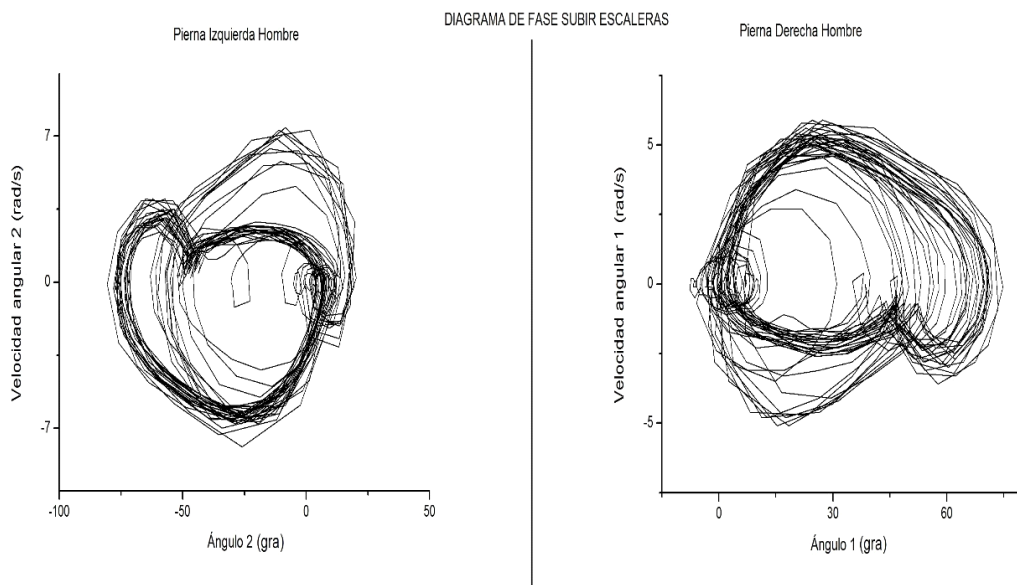 DIAGRAMA DE FASE SUBIR ESCALERAS
Pierna Izquierda Hombre
Velocidad angular 2 (rad/s)
7
0
-7
-100
-50
0
50
Ángulo 2 (gra)
Pierna Derecha Hombre
Velocidad angular 1 (rad/s)
5
0
-5
0
30
60
Ángulo 1 (gra)